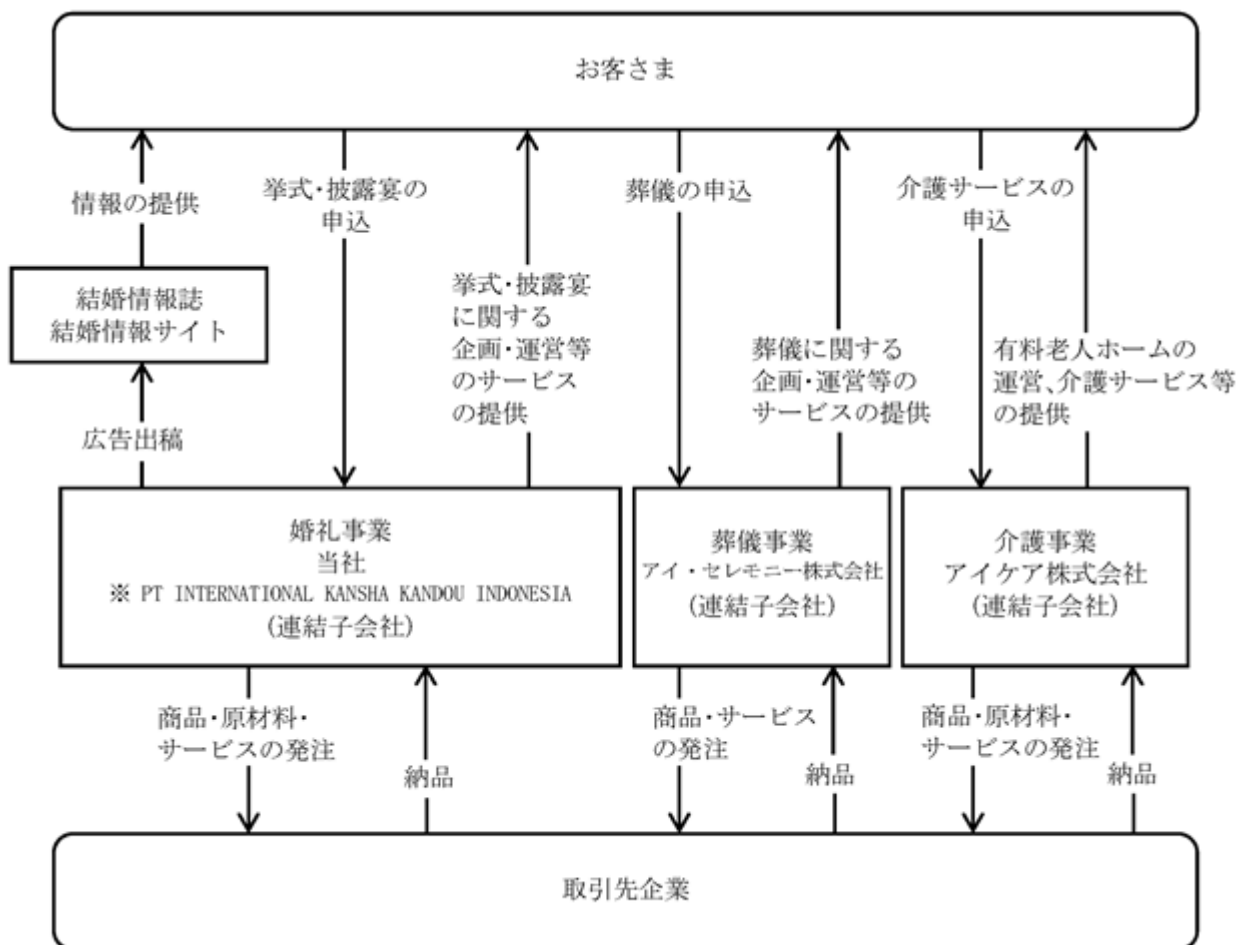 お客さま
情報の提供
挙式・披露宴の
申込
葬儀の申込
介護サービスの
申込
結婚情報誌
結婚情報サイト
挙式・披露宴
に関する
企画・運営等
のサービス
の提供
葬儀に関する
企画・運営等の
サービスの提供
有料老人ホームの
運営、介護サービス等
の提供
広告出稿
婚礼事業
当社
※ PT INTERNATIONAL KANSHA KANDOU INDONESIA
(連結子会社)
葬儀事業
アイ・セレモニー株式会社
(連結子会社)
介護事業
アイケア株式会社
(連結子会社)
商品・原材料・
サービスの発注
納品
商品・サービス
の発注
納品
商品・原材料・
サービスの発注
納品
取引先企業